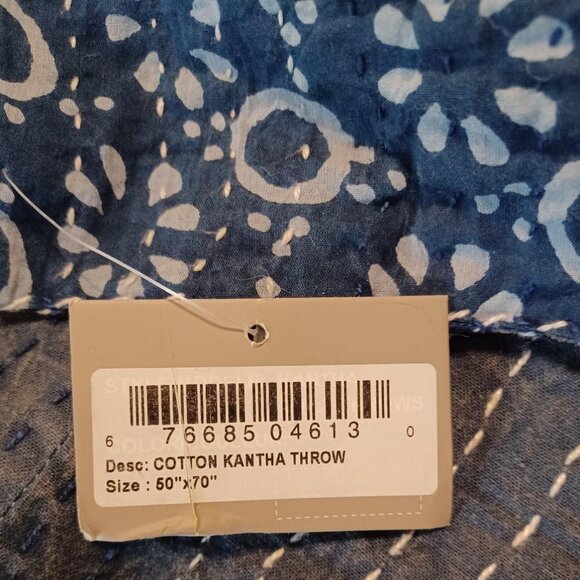 6 76685 04613 0
Desc: COTTON KANTHA THROW
Size : 50"x70"